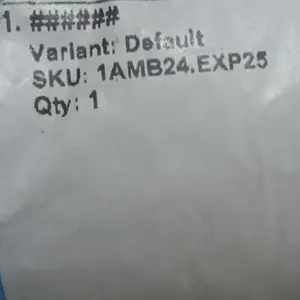 1. ######
Variant: Default
SKU: 1AMB24.EXP25
Qty: 1